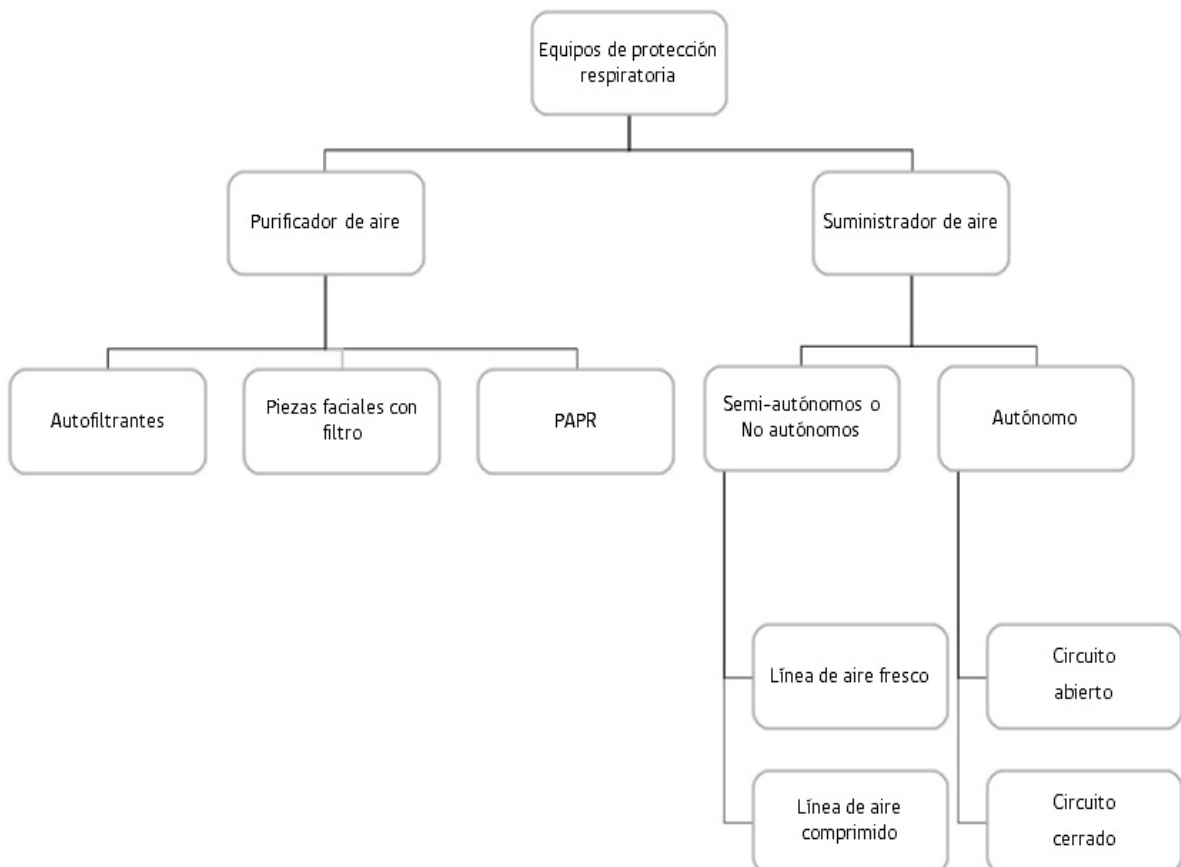 Equipos de protección
respiratoria
Purificador de aire
Suministrador de aire
Autofiltrantes
Piezas faciales con
filtro
PAPR
Semi-autónomos o
No autónomos
Autónomo
Línea de aire fresco
Circuito
abierto
Línea de aire
comprimido
Circuito
cerrado